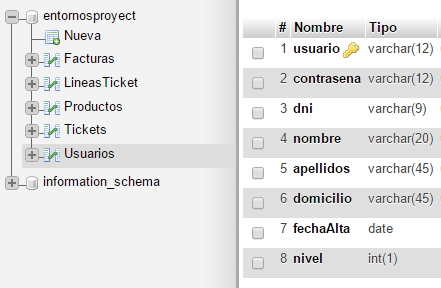 entornosproyect
Nueva
Facturas
LineasTicket
Productos
Tickets
Usuarios
information_schema
# Nombre Tipo
1 usuario varchar(12)
2 contrasena varchar(12)
3 dni varchar(9)
4 nombre varchar(20)
5 apellidos varchar(45)
6 domicilio varchar(45)
7 fechaAlta date
8 nivel int(1)